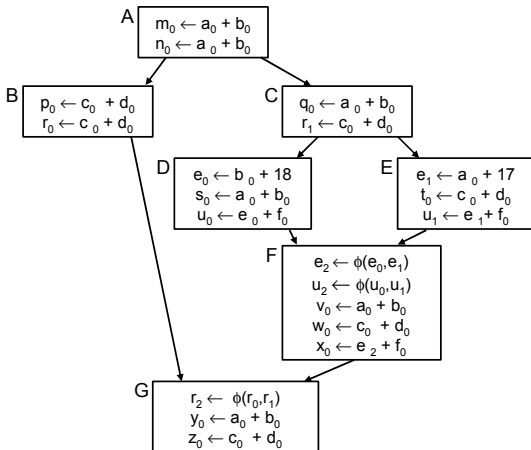 A
m₀ ← a₀ + b₀
n₀ ← a₀ + b₀
B
p₀ ← c₀ + d₀
r₀ ← c₀ + d₀
C
q₀ ← a₀ + b₀
r₁ ← c₀ + d₀
D
e₀ ← b₀ + 18
s₀ ← a₀ + b₀
u₀ ← e₀ + f₀
E
e₁ ← a₀ + 17
t₀ ← c₀ + d₀
u₁ ← e₁ + f₀
F
e₂ ← ϕ(e₀,e₁)
u₂ ← ϕ(u₀,u₁)
v₀ ← a₀ + b₀
w₀ ← c₀ + d₀
x₀ ← e₂ + f₀
G
r₂ ← ϕ(r₀,r₁)
y₀ ← a₀ + b₀
z₀ ← c₀ + d₀